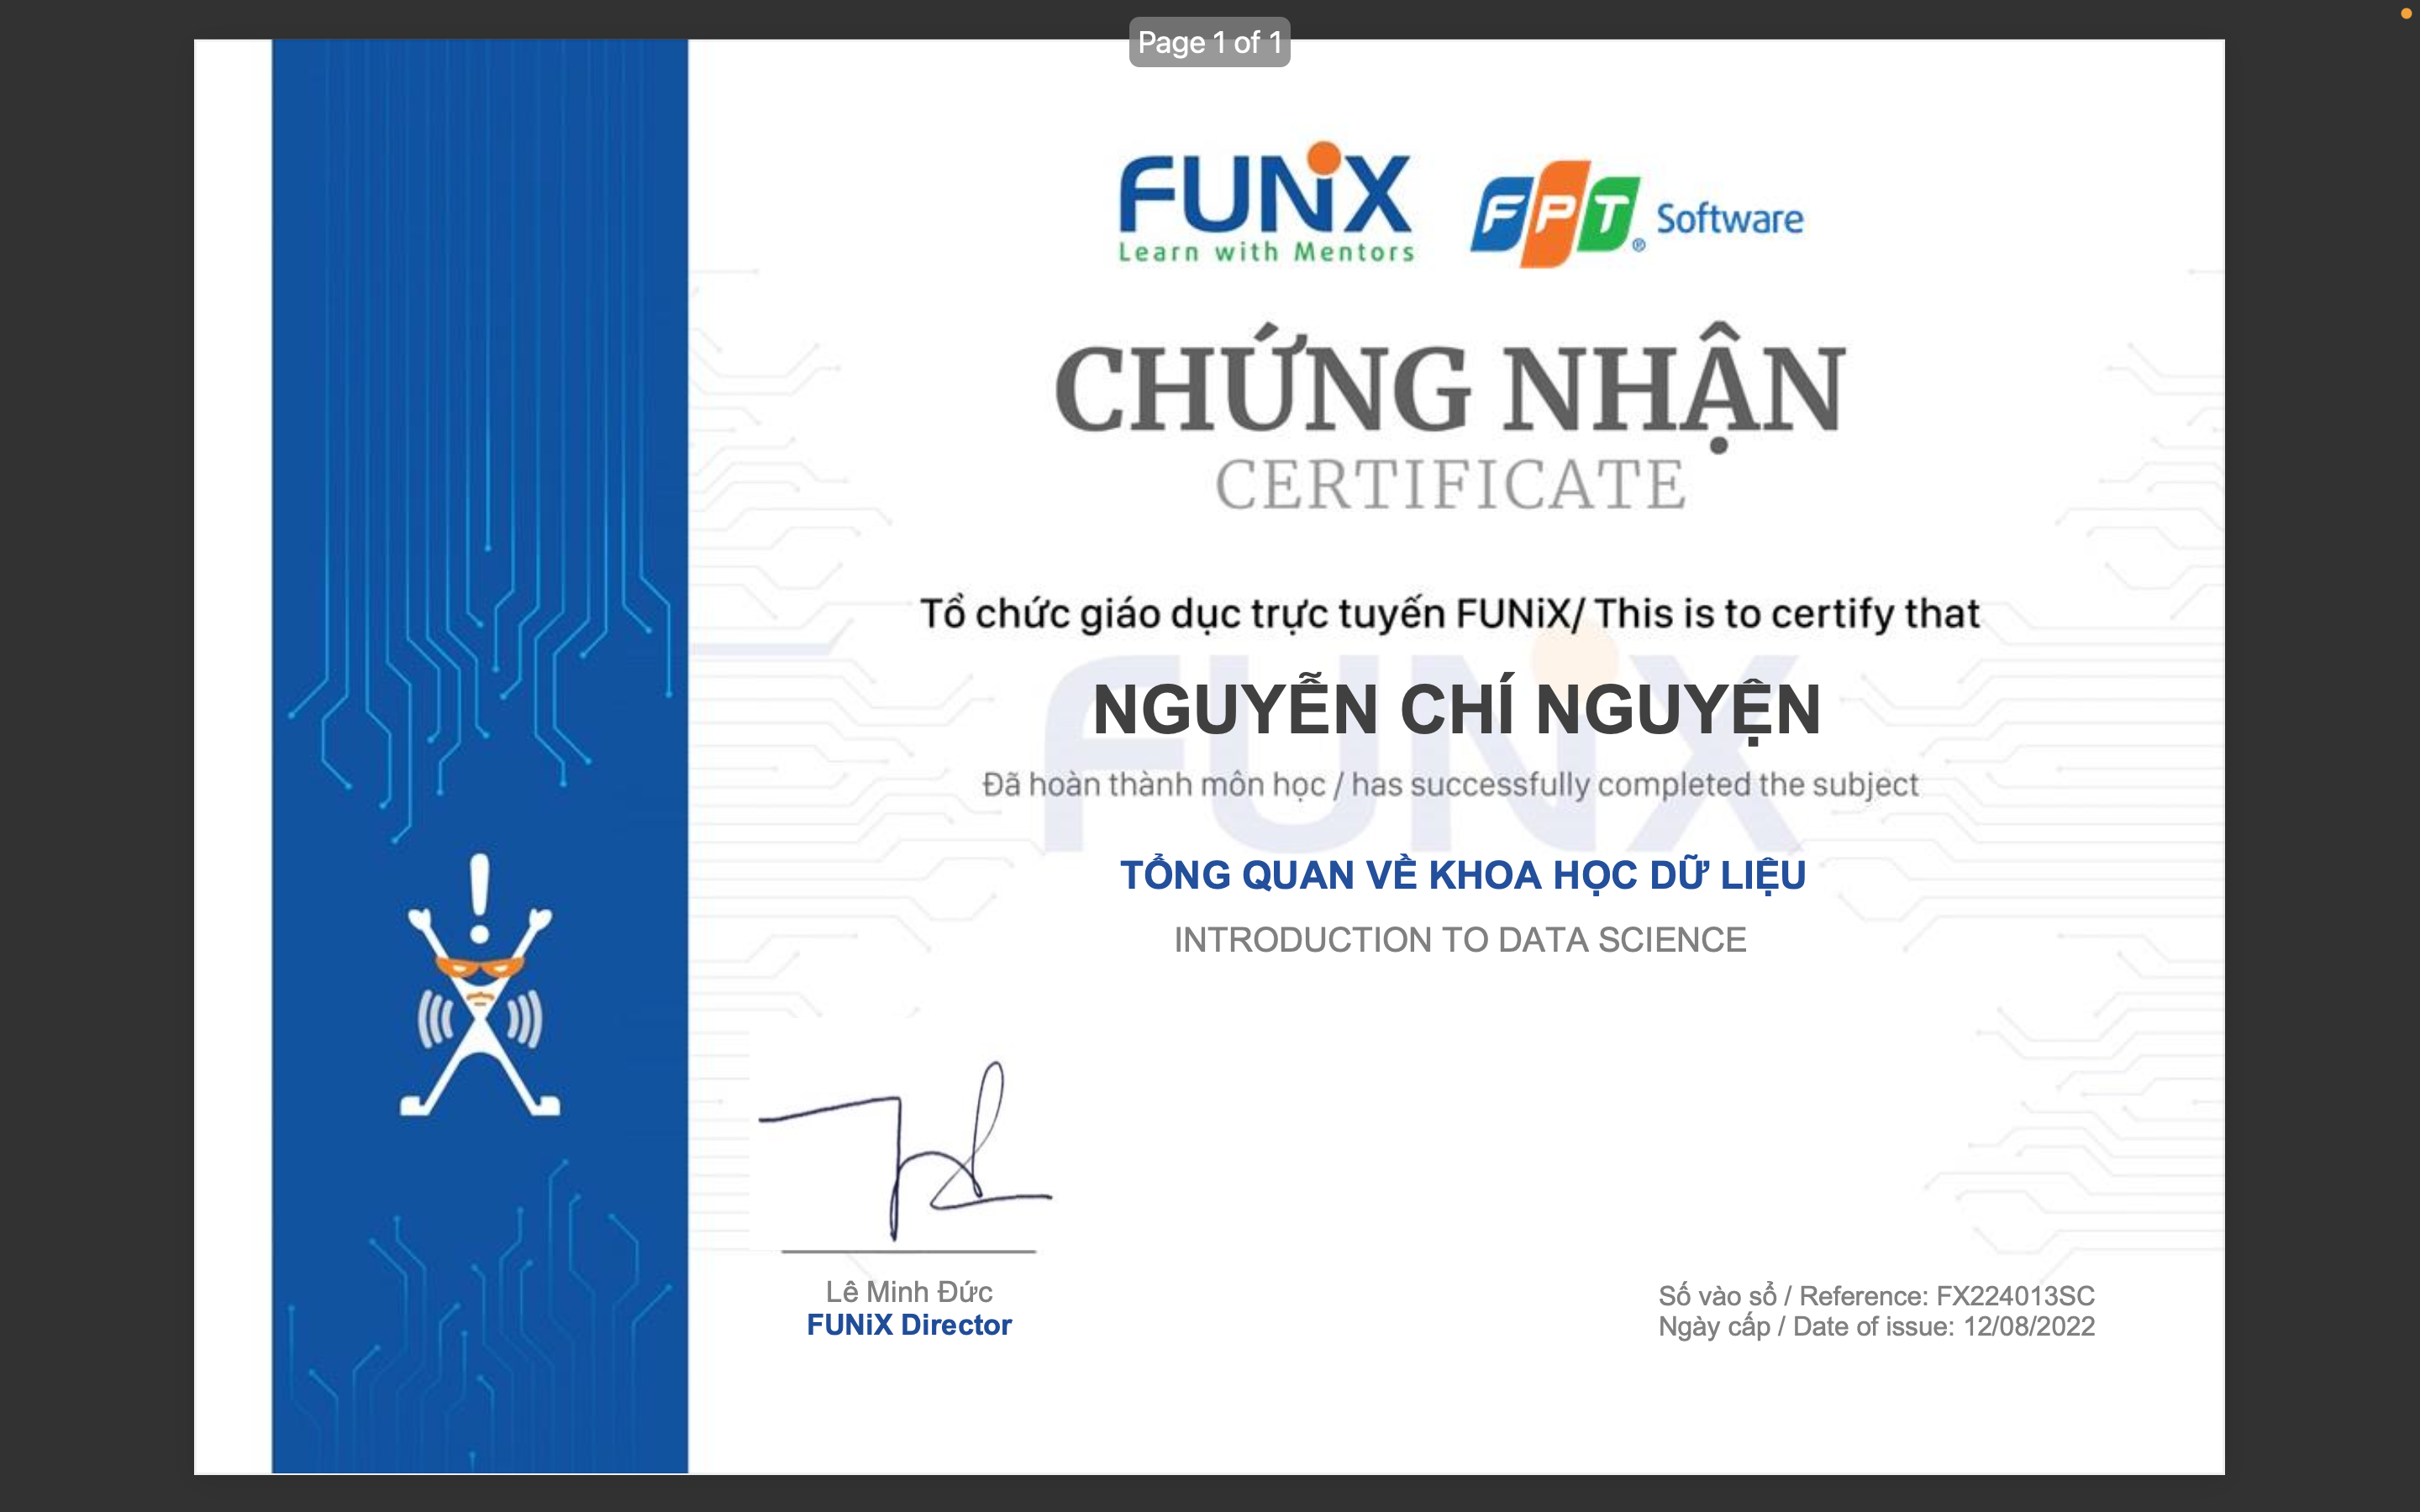 Page 1 of 1
FUNiX
Learn with Mentors
FPT® Software
CHỨNG NHẬN
CERTIFICATE
Tổ chức giáo dục trực tuyến FUNiX/ This is to certify that
NGUYỄN CHÍ NGUYỆN
Đã hoàn thành môn học / has successfully completed the subject
TỔNG QUAN VỀ KHOA HỌC DỮ LIỆU
INTRODUCTION TO DATA SCIENCE
Lê Minh Đức
FUNiX Director
Số vào sổ / Reference: FX224013SC
Ngày cấp / Date of issue: 12/08/2022